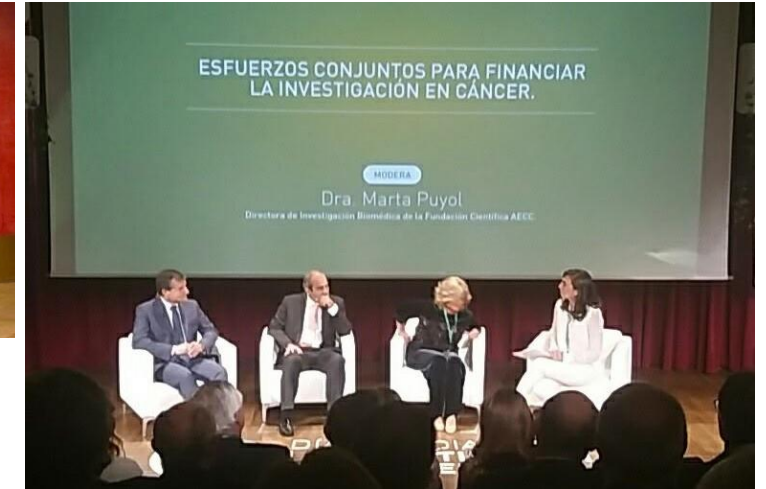 ESFUERZOS CONJUNTOS PARA FINANCIAR
LA INVESTIGACIÓN EN CÁNCER.
MODERA
Dra. Marta Puyol
Directora de Investigación Biomédica de la Fundación Científica AECC.